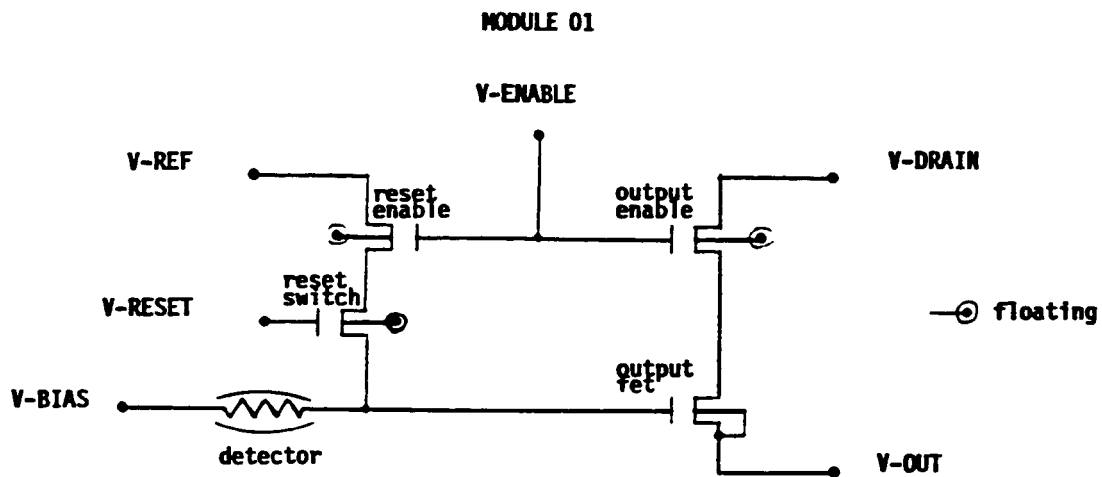 MODULE 01
V-ENABLE
V-REF
V-DRAIN
reset
enable
output
enable
reset
switch
V-RESET
floating
output
fet
V-BIAS
detector
V-OUT